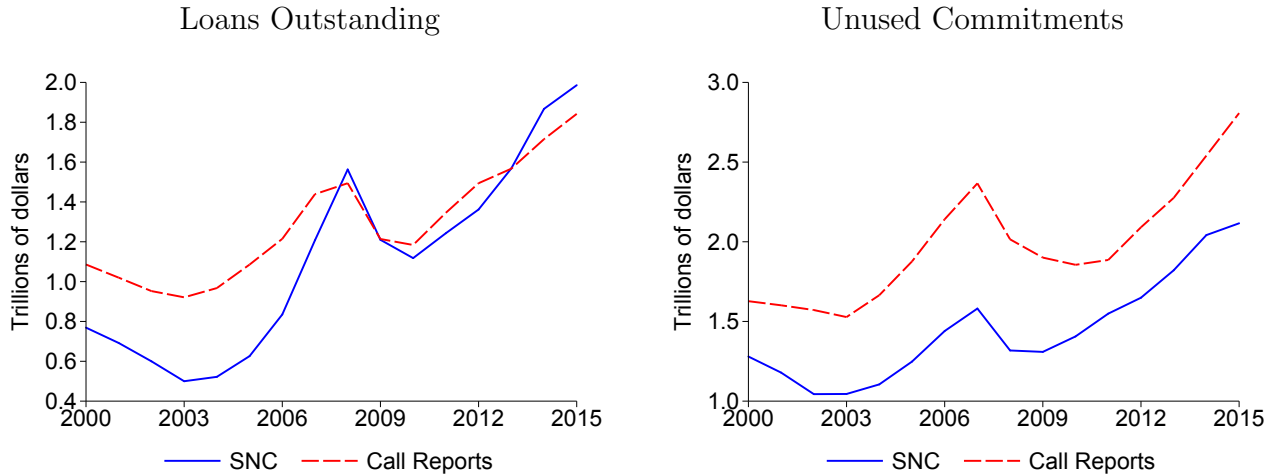 Loans Outstanding
Trillions of dollars
2.0
1.8
1.6
1.4
1.2
1.0
0.8
0.6
0.4
2000 2003 2006 2009 2012 2015
SNC Call Reports
Unused Commitments
Trillions of dollars
3.0
2.5
2.0
1.5
1.0
2000 2003 2006 2009 2012 2015
SNC Call Reports